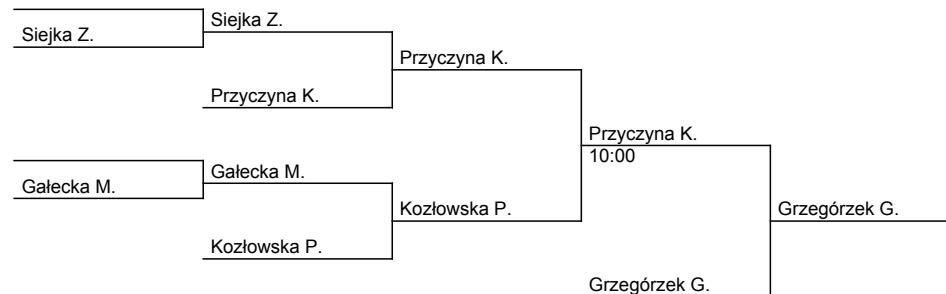 Siejka Z.
Siejka Z.
Przyczyna K.
Przyczyna K.
Przyczyna K.
10:00
Gałecka M.
Gałecka M.
Kozłowska P.
Grzegórzek G.
Kozłowska P.
Grzegórzek G.